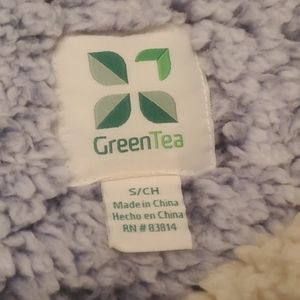 GreenTea
S/CH
Made in China
Hecho en China
RN # 83814